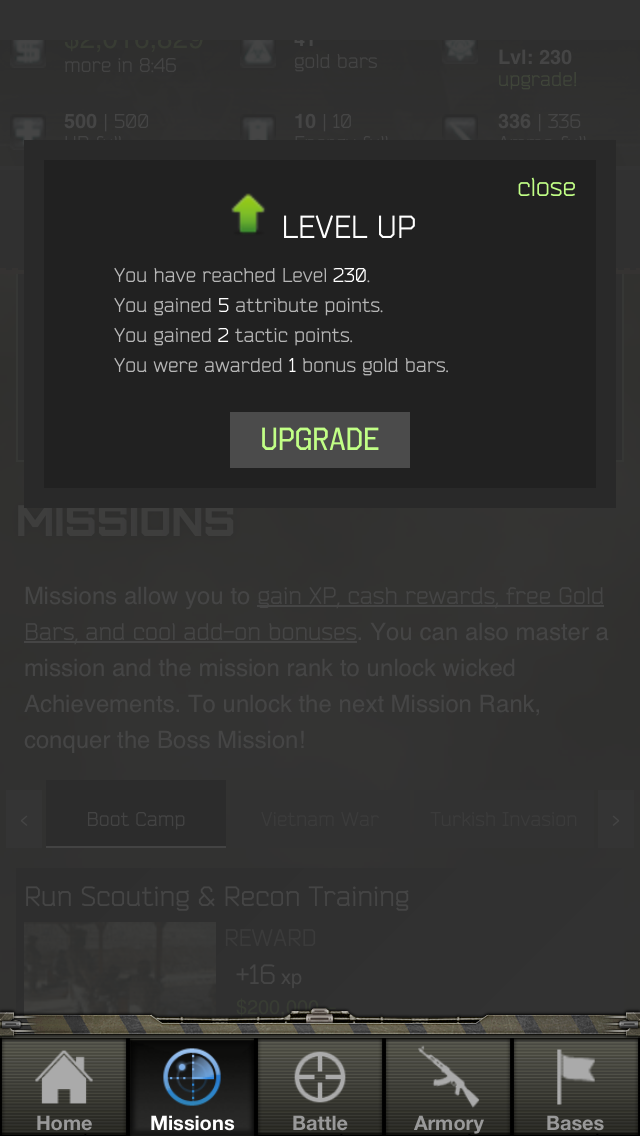 $2,016,829
more in 8:46
41
gold bars
Lvl: 230
upgrade!
500 | 500
10 | 10
336 | 336
close
LEVEL UP
You have reached Level 230.
You gained 5 attribute points.
You gained 2 tactic points.
You were awarded 1 bonus gold bars.
UPGRADE
MISSIONS
Missions allow you to gain XP, cash rewards, free Gold
Bars, and cool add-on bonuses. You can also master a
mission and the mission rank to unlock wicked
Achievements. To unlock the next Mission Rank,
conquer the Boss Mission!
< Boot Camp Vietnam War Turkish Invasion >
Run Scouting & Recon Training
REWARD
+16 xp
$200,000
Home Missions Battle Armory Bases